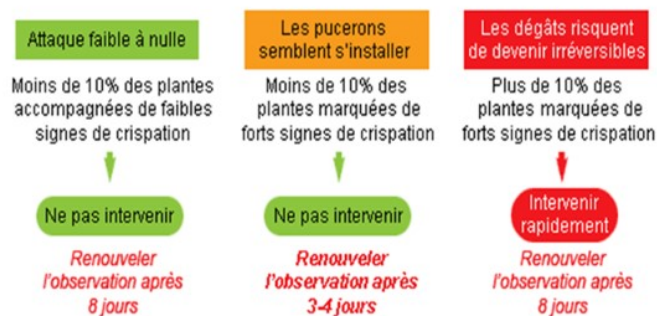 Attaque faible à nulle
Moins de 10% des plantes
accompagnées de faibles
signes de crispation
Ne pas intervenir
Renouveler
l'observation après
8 jours
Les pucerons
semblent s'installer
Moins de 10% des
plantes marquées de
forts signes de crispation
Ne pas intervenir
Renouveler
l'observation après
3-4 jours
Les dégâts risquent
de devenir irréversibles
Plus de 10% des
plantes marquées de
forts signes de crispation
Intervenir
rapidement
Renouveler
l'observation après
8 jours